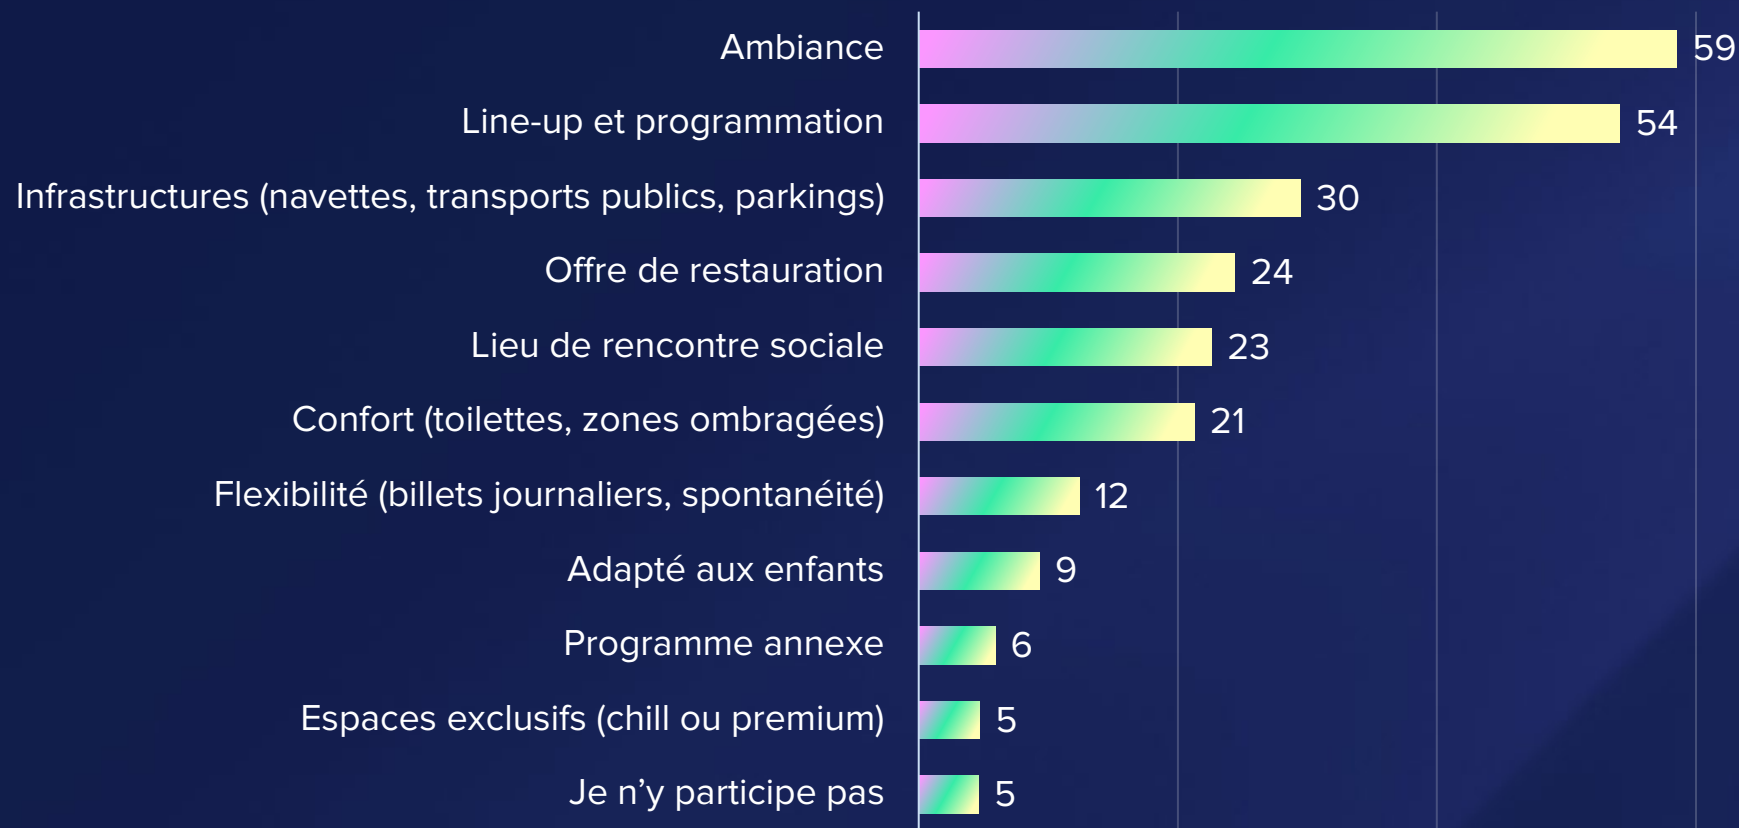 Ambiance 59
Line-up et programmation 54
Infrastructures (navettes, transports publics, parkings) 30
Offre de restauration 24
Lieu de rencontre sociale 23
Confort (toilettes, zones ombragées) 21
Flexibilité (billets journaliers, spontanéité) 12
Adapté aux enfants 9
Programme annexe 6
Espaces exclusifs (chill ou premium) 5
Je n’y participe pas 5